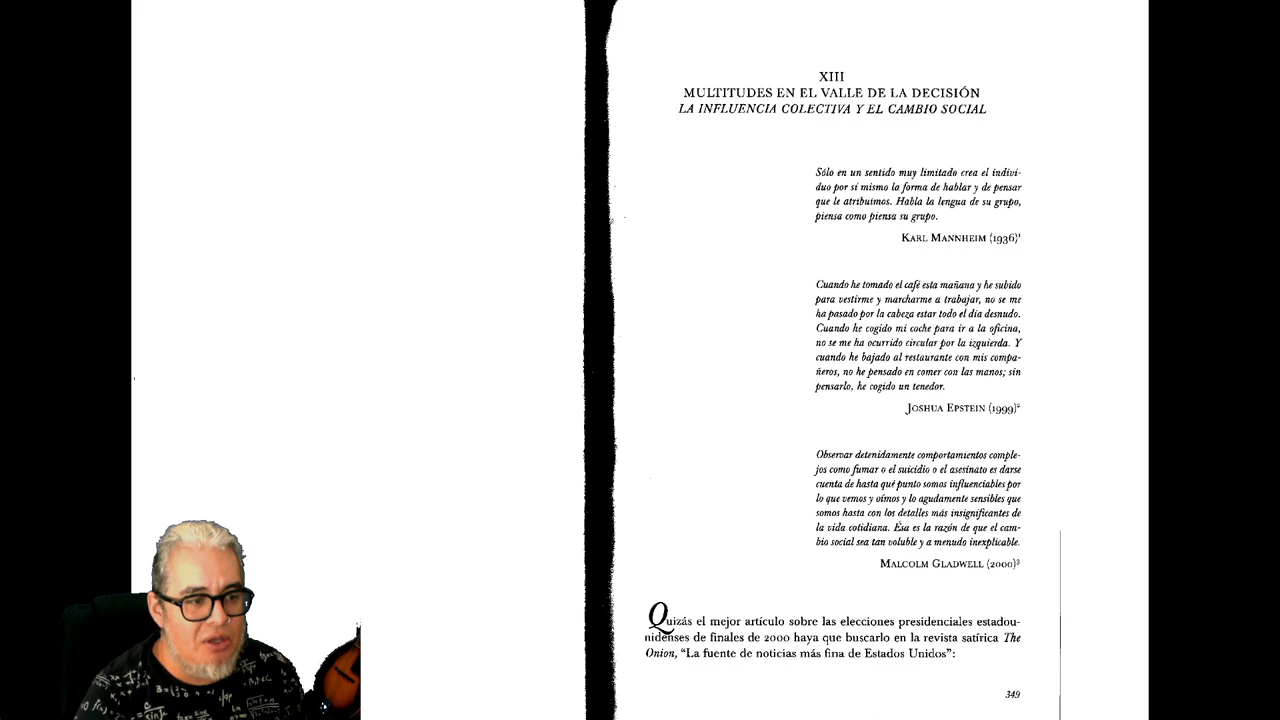 XIII
MULTITUDES EN EL VALLE DE LA DECISIÓN
LA INFLUENCIA COLECTIVA Y EL CAMBIO SOCIAL
Sólo en un sentido muy limitado crea el indivi-
duo por sí mismo la forma de hablar y de pensar
que le atribuimos. Habla la lengua de su grupo,
piensa como piensa su grupo.
KARL MANNHEIM (1936)¹
Cuando he tomado el café esta mañana y he subido
para vestirme y marcharme a trabajar, no se me
ha pasado por la cabeza estar todo el día desnudo.
Cuando he cogido mi coche para ir a la oficina,
no se me ha ocurrido circular por la izquierda. Y
cuando he bajado al restaurante con mis compa-
ñeros, no he pensado en comer con las manos; sin
pensarlo, he cogido un tenedor.
JOSHUA EPSTEIN (1999)²
Observar detenidamente comportamientos comple-
jos como fumar o el suicidio o el asesinato es darse
cuenta de hasta qué punto somos influenciables por
lo que vemos y oímos y lo agudamente sensibles que
somos hasta con los detalles más insignificantes de
la vida cotidiana. Ésa es la razón de que el cam-
bio social sea tan voluble y a menudo inexplicable.
MALCOLM GLADWELL (2000)³
Quizás el mejor artículo sobre las elecciones presidenciales estadou-
nidenses de finales de 2000 haya que buscarlo en la revista satírica The
Onion, “La fuente de noticias más fina de Estados Unidos”:
349